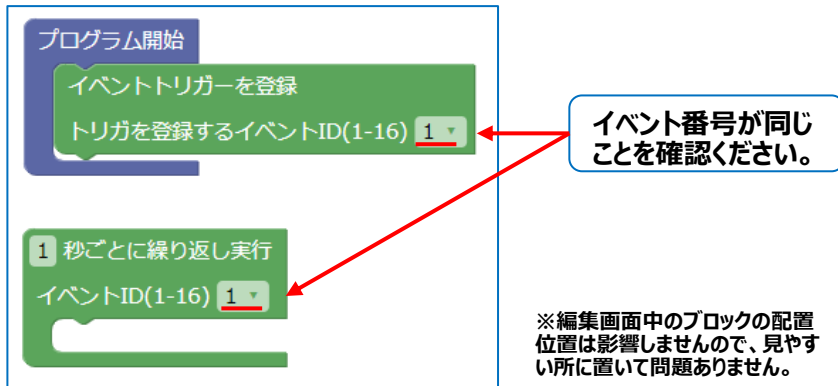 プログラム開始
イベントトリガーを登録
トリガを登録するイベントID(1-16) 1
イベント番号が同じ
ことを確認ください。
1 秒ごとに繰り返し実行
イベントID(1-16) 1
※編集画面中のブロックの配置
位置は影響しませんので、見やす
い所に置いて問題ありません。